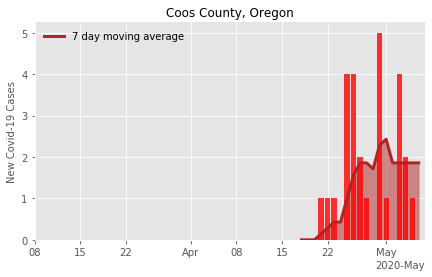 Coos County, Oregon
7 day moving average
New Covid-19 Cases
5
4
3
2
1
0
08 15 22 Apr 08 15 22 May
2020-May